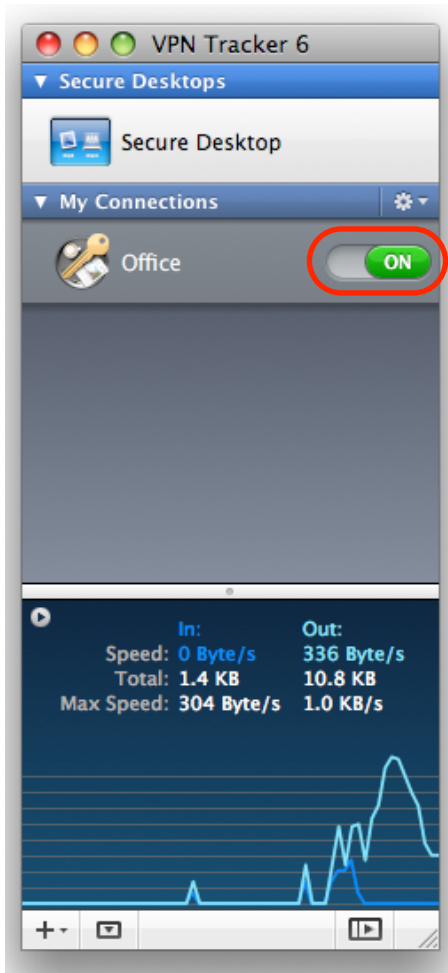 VPN Tracker 6
Secure Desktops
Secure Desktop
My Connections
Office ON
In: Out:
Speed: 0 Byte/s 336 Byte/s
Total: 1.4 KB 10.8 KB
Max Speed: 304 Byte/s 1.0 KB/s